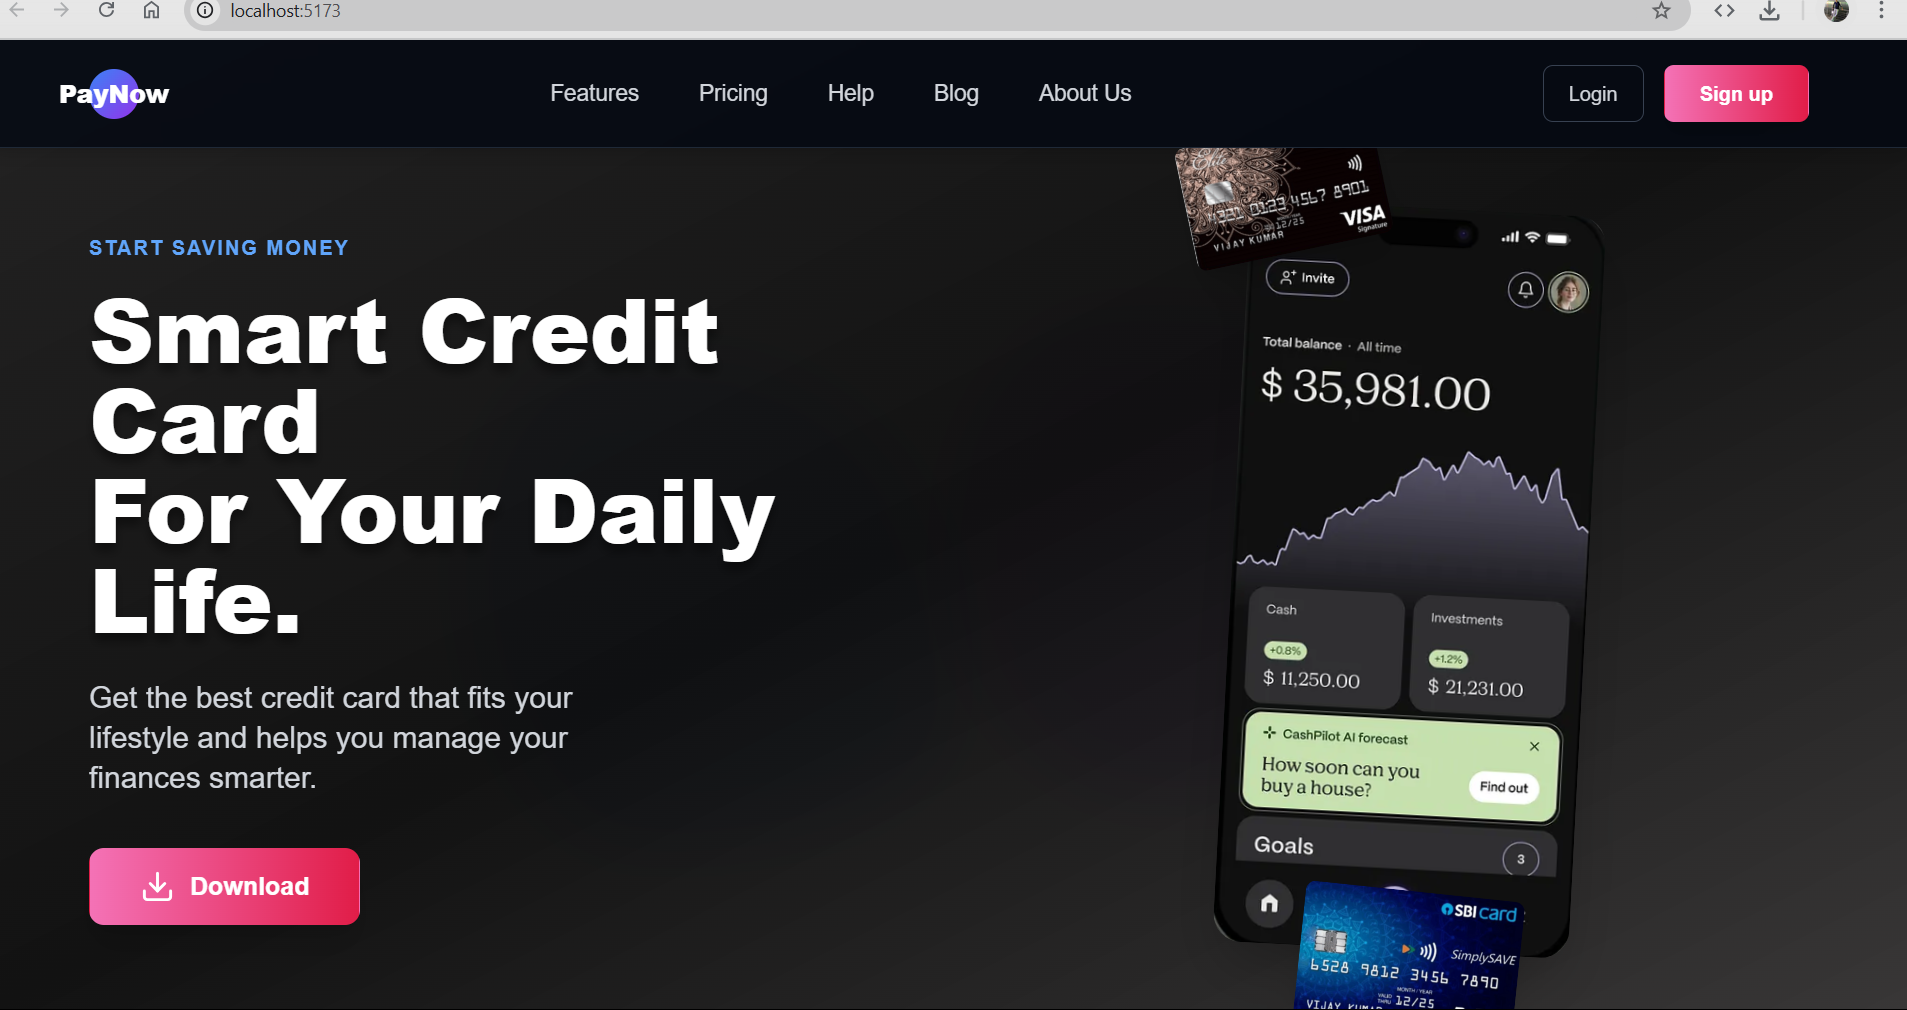 localhost:5173
PayNow
Features
Pricing
Help
Blog
About Us
Login
Sign up
START SAVING MONEY
Smart Credit
Card
For Your Daily
Life.
Get the best credit card that fits your
lifestyle and helps you manage your
finances smarter.
Download
0123 4567 8901
12/25
VIJAY KUMAR
VISA
Signature
Invite
Total balance · All time
$ 35,981.00
Cash
+0.8%
$ 11,250.00
Investments
+1.2%
$ 21,231.00
CashPilot AI forecast
How soon can you
buy a house?
Find out
Goals
3
SBI card
SimplySAVE
6528 9812 3456 7890
MONTH / YEAR
VALID
THRU
12/25
VIJAY KUMAR